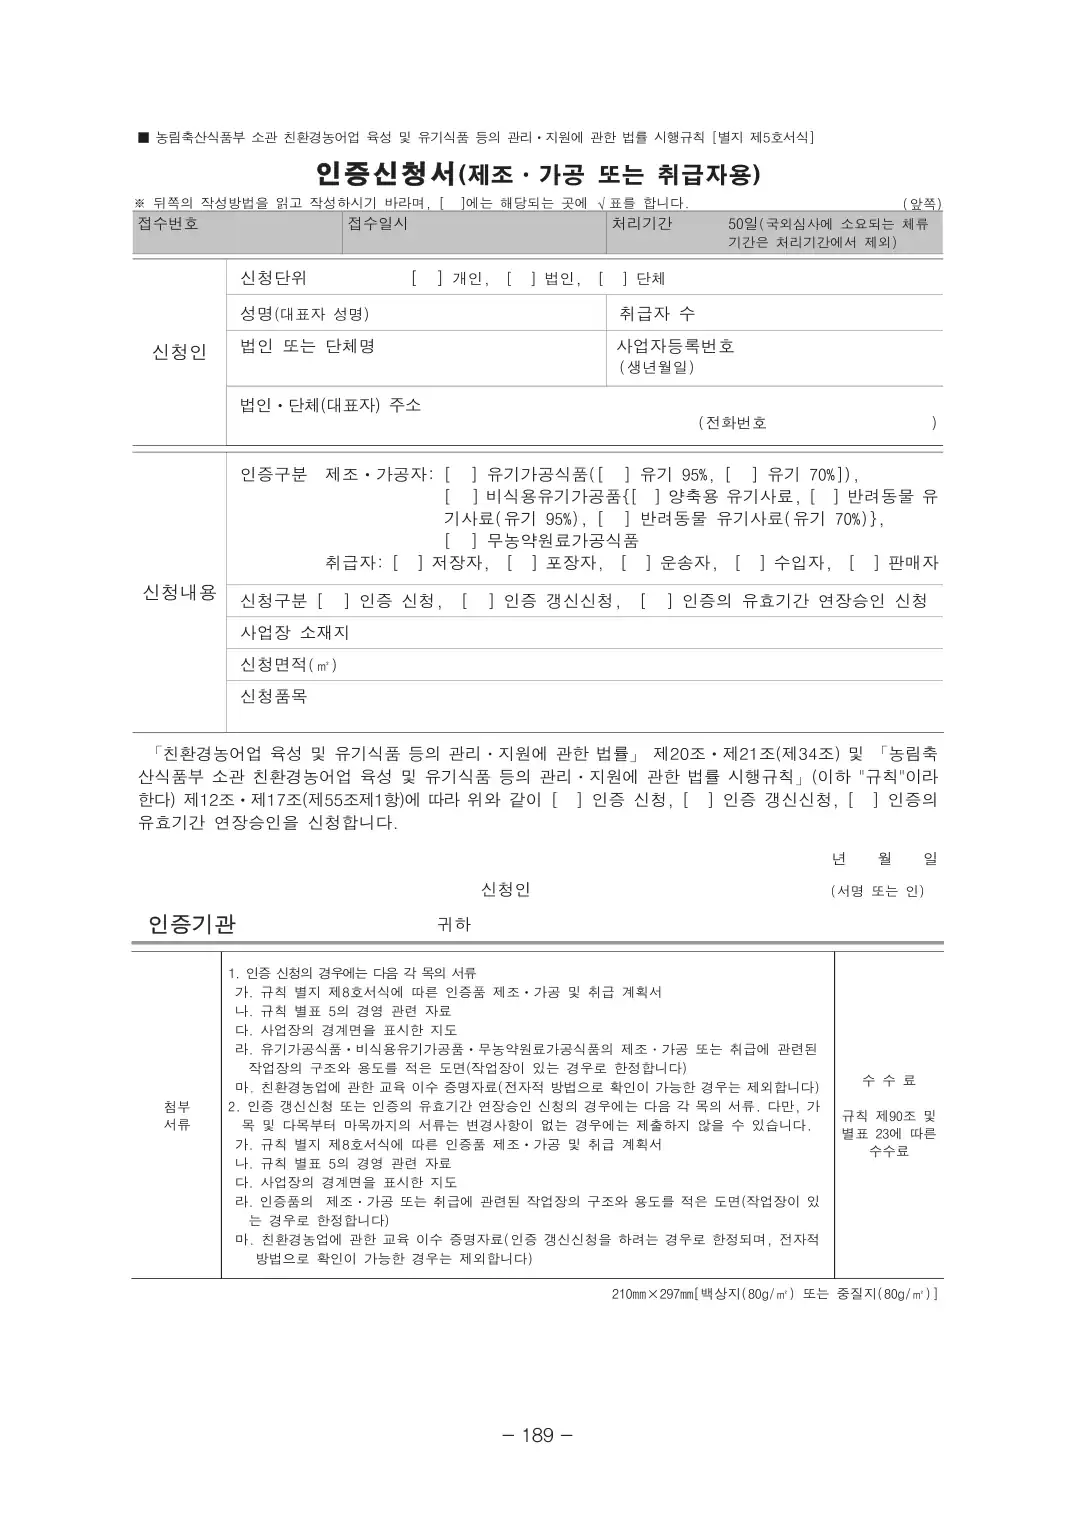 ■ 농림축산식품부 소관 친환경농어업 육성 및 유기식품 등의 관리・지원에 관한 법률 시행규칙 [별지 제5호서식]
인증신청서(제조・가공 또는 취급자용)
※ 뒤쪽의 작성방법을 읽고 작성하시기 바라며, [ ]에는 해당되는 곳에 √표를 합니다. (앞쪽)
접수번호 접수일시 처리기간 50일(국외심사에 소요되는 체류
기간은 처리기간에서 제외)
신청인
신청단위 [ ] 개인, [ ] 법인, [ ] 단체
성명(대표자 성명) 취급자 수
법인 또는 단체명 사업자등록번호
(생년월일)
법인・단체(대표자) 주소
(전화번호 )
신청내용
인증구분 제조・가공자: [ ] 유기가공식품([ ] 유기 95%, [ ] 유기 70%]),
[ ] 비식용유기가공품{[ ] 양축용 유기사료, [ ] 반려동물 유
기사료(유기 95%), [ ] 반려동물 유기사료(유기 70%)},
[ ] 무농약원료가공식품
취급자: [ ] 저장자, [ ] 포장자, [ ] 운송자, [ ] 수입자, [ ] 판매자
신청구분 [ ] 인증 신청, [ ] 인증 갱신신청, [ ] 인증의 유효기간 연장승인 신청
사업장 소재지
신청면적(㎡)
신청품목
「친환경농어업 육성 및 유기식품 등의 관리・지원에 관한 법률」 제20조・제21조(제34조) 및 「농림축
산식품부 소관 친환경농어업 육성 및 유기식품 등의 관리・지원에 관한 법률 시행규칙」(이하 "규칙"이라
한다) 제12조・제17조(제55조제1항)에 따라 위와 같이 [ ] 인증 신청, [ ] 인증 갱신신청, [ ] 인증의
유효기간 연장승인을 신청합니다.
년 월 일
신청인 (서명 또는 인)
인증기관 귀하
첨부
서류
1. 인증 신청의 경우에는 다음 각 목의 서류
가. 규칙 별지 제8호서식에 따른 인증품 제조・가공 및 취급 계획서
나. 규칙 별표 5의 경영 관련 자료
다. 사업장의 경계면을 표시한 지도
라. 유기가공식품・비식용유기가공품・무농약원료가공식품의 제조・가공 또는 취급에 관련된
작업장의 구조와 용도를 적은 도면(작업장이 있는 경우로 한정합니다)
마. 친환경농업에 관한 교육 이수 증명자료(전자적 방법으로 확인이 가능한 경우는 제외합니다)
2. 인증 갱신신청 또는 인증의 유효기간 연장승인 신청의 경우에는 다음 각 목의 서류. 다만, 가
목 및 다목부터 마목까지의 서류는 변경사항이 없는 경우에는 제출하지 않을 수 있습니다.
가. 규칙 별지 제8호서식에 따른 인증품 제조・가공 및 취급 계획서
나. 규칙 별표 5의 경영 관련 자료
다. 사업장의 경계면을 표시한 지도
라. 인증품의 제조・가공 또는 취급에 관련된 작업장의 구조와 용도를 적은 도면(작업장이 있
는 경우로 한정합니다)
마. 친환경농업에 관한 교육 이수 증명자료(인증 갱신신청을 하려는 경우로 한정되며, 전자적
방법으로 확인이 가능한 경우는 제외합니다)
수 수 료
규칙 제90조 및
별표 23에 따른
수수료
210㎜×297㎜[백상지(80g/㎡) 또는 중질지(80g/㎡)]
- 189 -